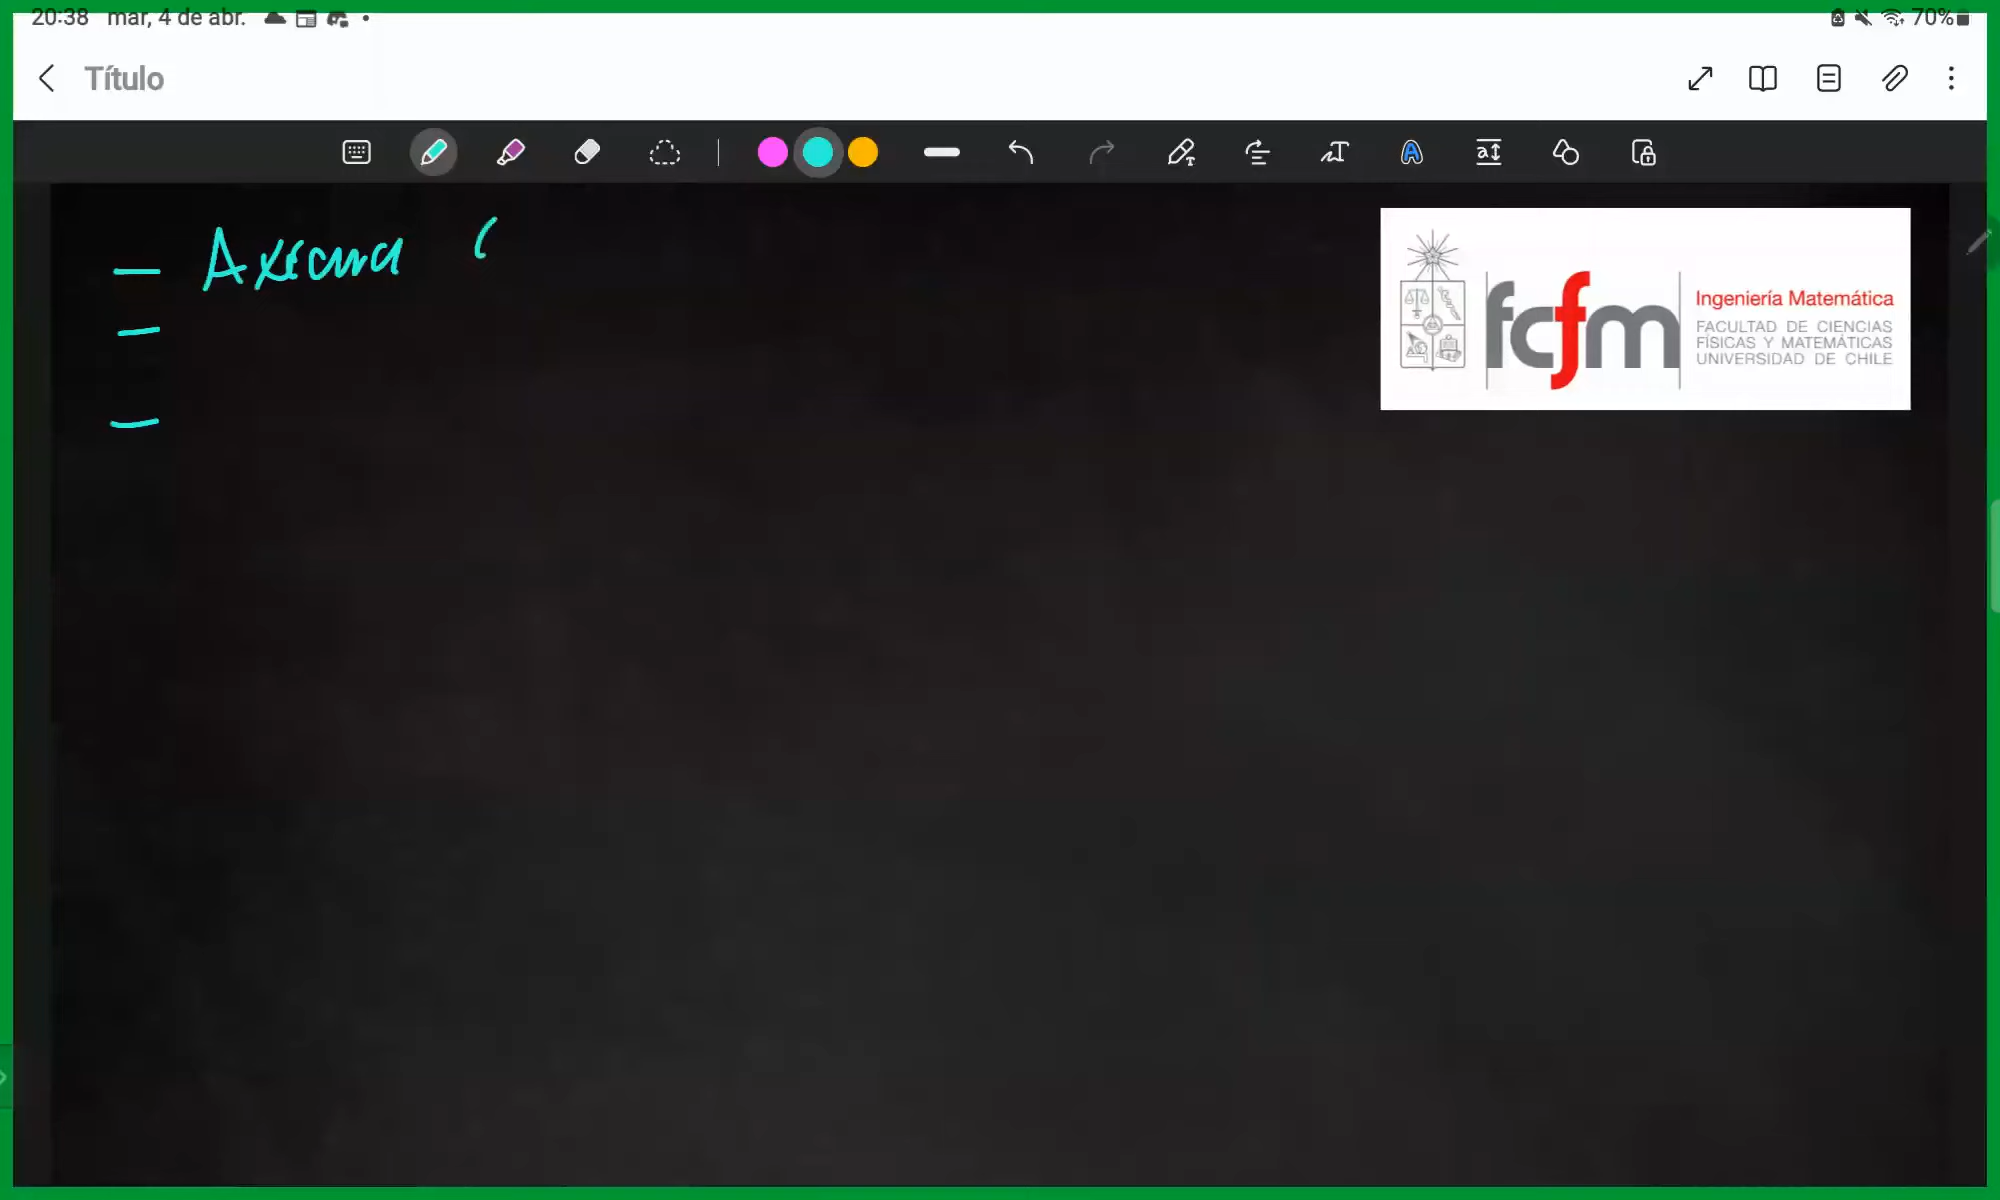 20:38 mar, 4 de abr. 70%
Título
— Axioma (
—
—
fcfm
Ingeniería Matemática
FACULTAD DE CIENCIAS
FÍSICAS Y MATEMÁTICAS
UNIVERSIDAD DE CHILE